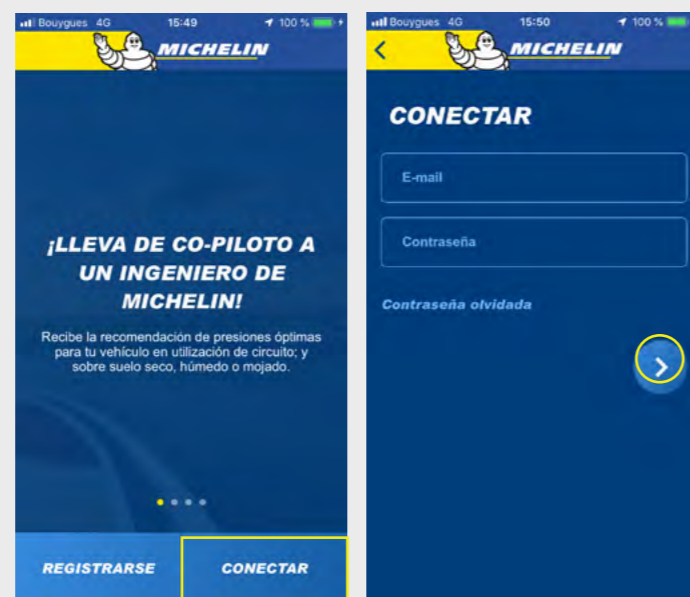 Bouygues 4G 15:49 100 %
MICHELIN
¡LLEVA DE CO-PILOTO A
UN INGENIERO DE
MICHELIN!
Recibe la recomendación de presiones óptimas
para tu vehículo en utilización de circuito; y
sobre suelo seco, húmedo o mojado.
REGISTRARSE CONECTAR
Bouygues 4G 15:50 100 %
MICHELIN
CONECTAR
E-mail
Contraseña
Contraseña olvidada